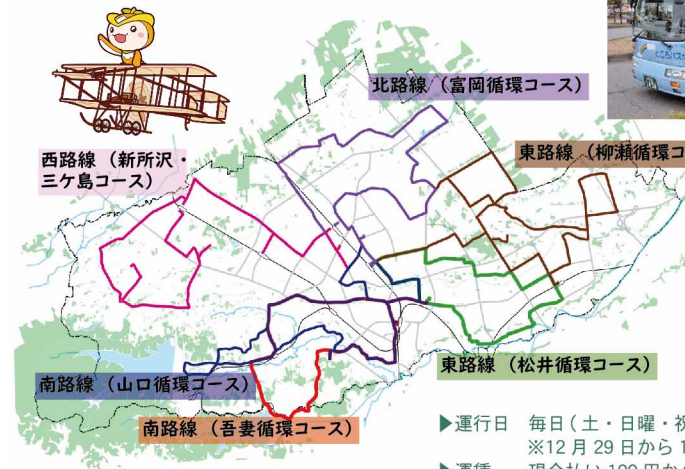 北路線（富岡循環コース）
西路線（新所沢・
三ケ島コース）
東路線（柳瀬循環コ
東路線（松井循環コース）
南路線（山口循環コース）
南路線（吾妻循環コース）
▶運行日 毎日（土・日曜・祝
※12月29日から1